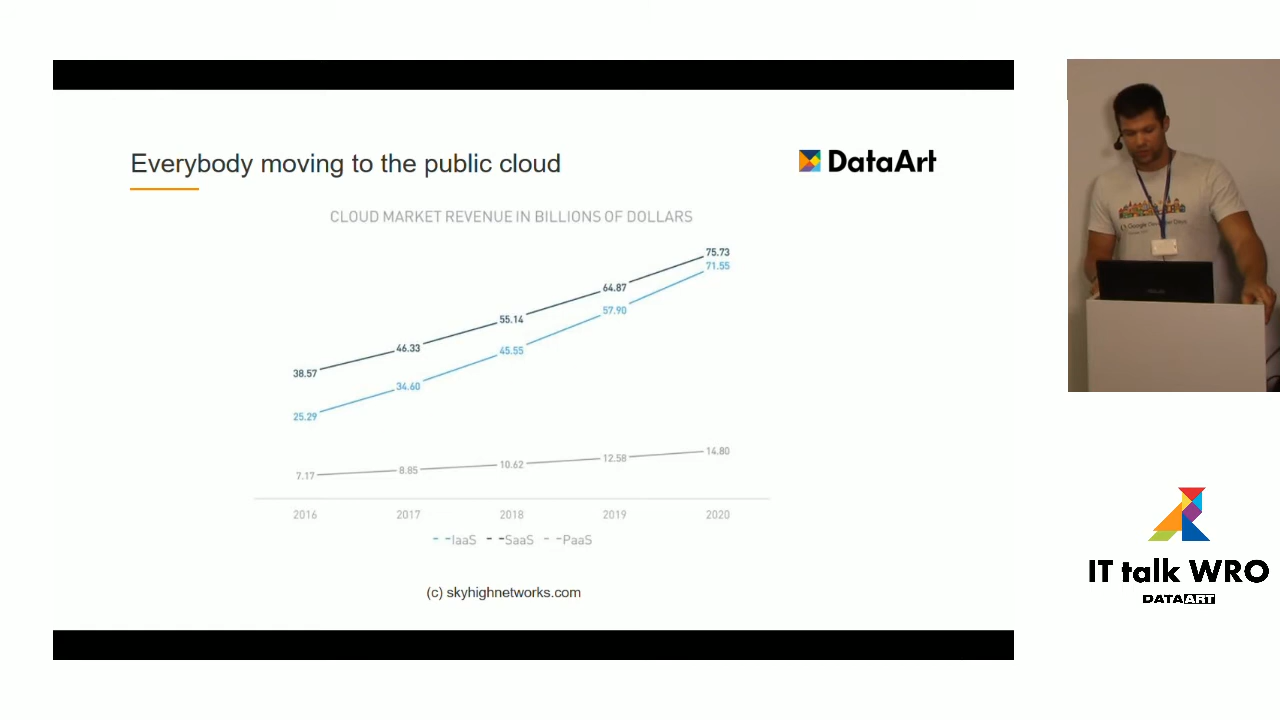 Everybody moving to the public cloud
DataArt
CLOUD MARKET REVENUE IN BILLIONS OF DOLLARS
75.73
71.55
64.87
57.90
55.14
45.55
46.33
34.60
38.57
25.29
7.17
8.85
10.62
12.58
14.80
2016 2017 2018 2019 2020
IaaS SaaS PaaS
(c) skyhighnetworks.com
Google Developer Days
IT talk WRO
DATAART